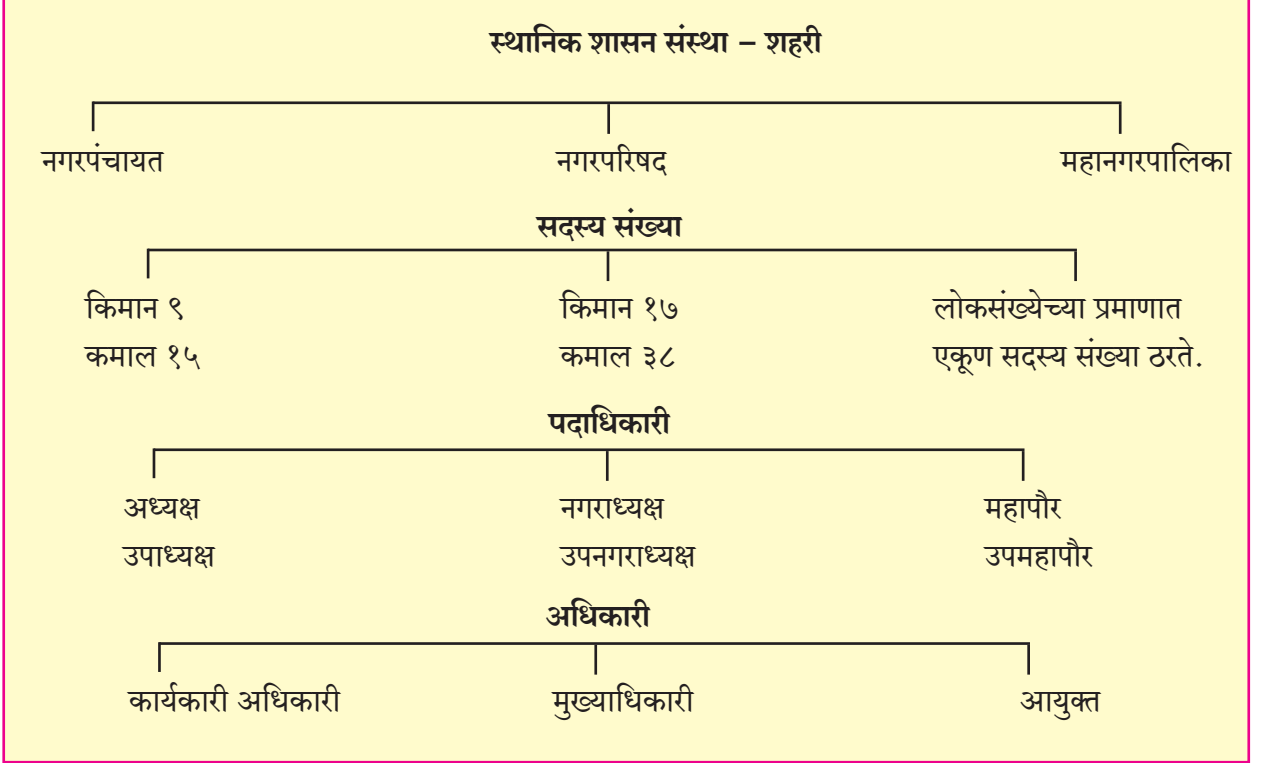 स्थानिक शासन संस्था – शहरी
नगरपंचायत नगरपरिषद महानगरपालिका
सदस्य संख्या
किमान ९ किमान १७ लोकसंख्येच्या प्रमाणात
कमाल १५ कमाल ३८ एकूण सदस्य संख्या ठरते.
पदाधिकारी
अध्यक्ष नगराध्यक्ष महापौर
उपाध्यक्ष उपनगराध्यक्ष उपमहापौर
अधिकारी
कार्यकारी अधिकारी मुख्याधिकारी आयुक्त